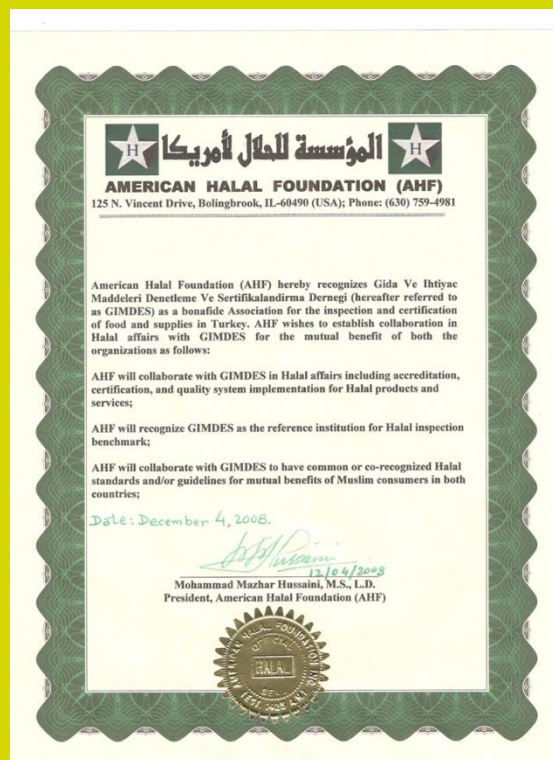 H المؤسسة للحلال لأمريكا H
AMERICAN HALAL FOUNDATION (AHF)
125 N. Vincent Drive, Bolingbrook, IL-60490 (USA); Phone: (630) 759-4981
American Halal Foundation (AHF) hereby recognizes Gida Ve Ihtiyac
Maddeleri Denetleme Ve Sertifikalandirma Dernegi (hereafter referred to
as GIMDES) as a bonafide Association for the inspection and certification
of food and supplies in Turkey. AHF wishes to establish collaboration in
Halal affairs with GIMDES for the mutual benefit of both the
organizations as follows:
AHF will collaborate with GIMDES in Halal affairs including accreditation,
certification, and quality system implementation for Halal products and
services;
AHF will recognize GIMDES as the reference institution for Halal inspection
benchmark;
AHF will collaborate with GIMDES to have common or co-recognized Halal
standards and/or guidelines for mutual benefits of Muslim consumers in both
countries;
Date: December 4, 2008.
12/04/2008
Mohammad Mazhar Hussaini, M.S., L.D.
President, American Halal Foundation (AHF)
AMERICAN HALAL FOUNDATION INC.
OFFICIAL
HALAL
SEAL